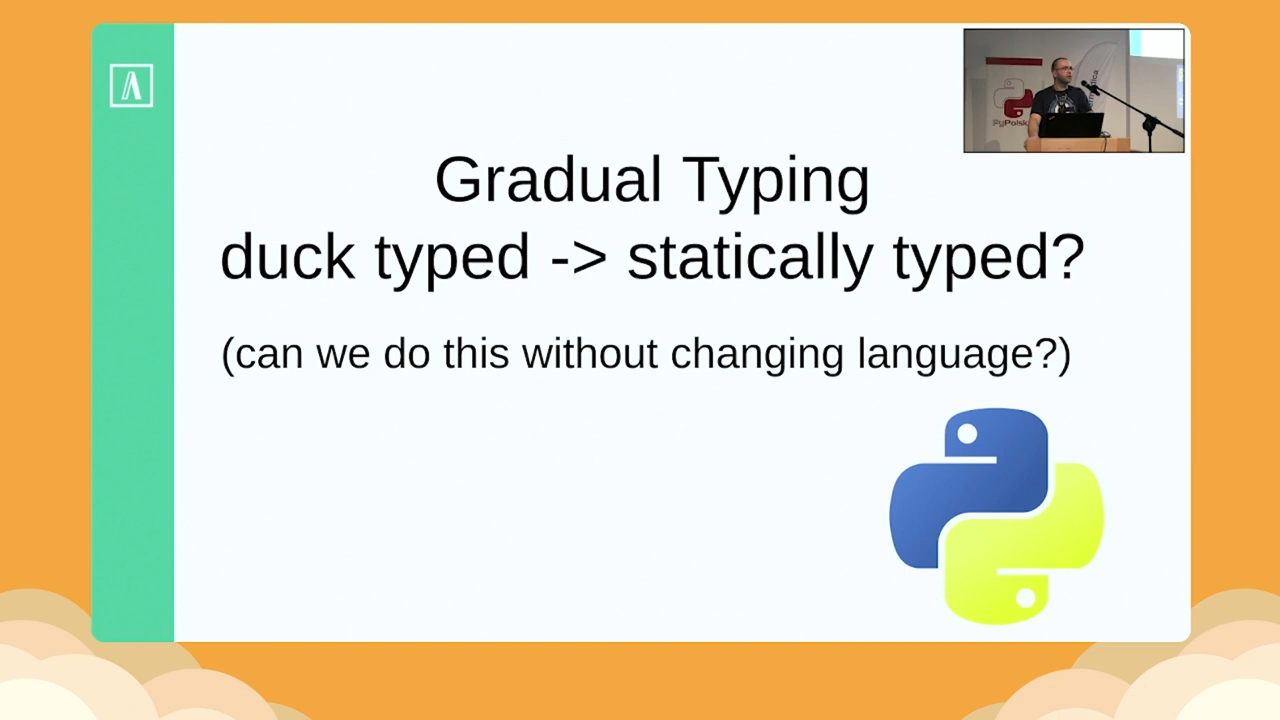 Gradual Typing
duck typed -> statically typed?
(can we do this without changing language?)